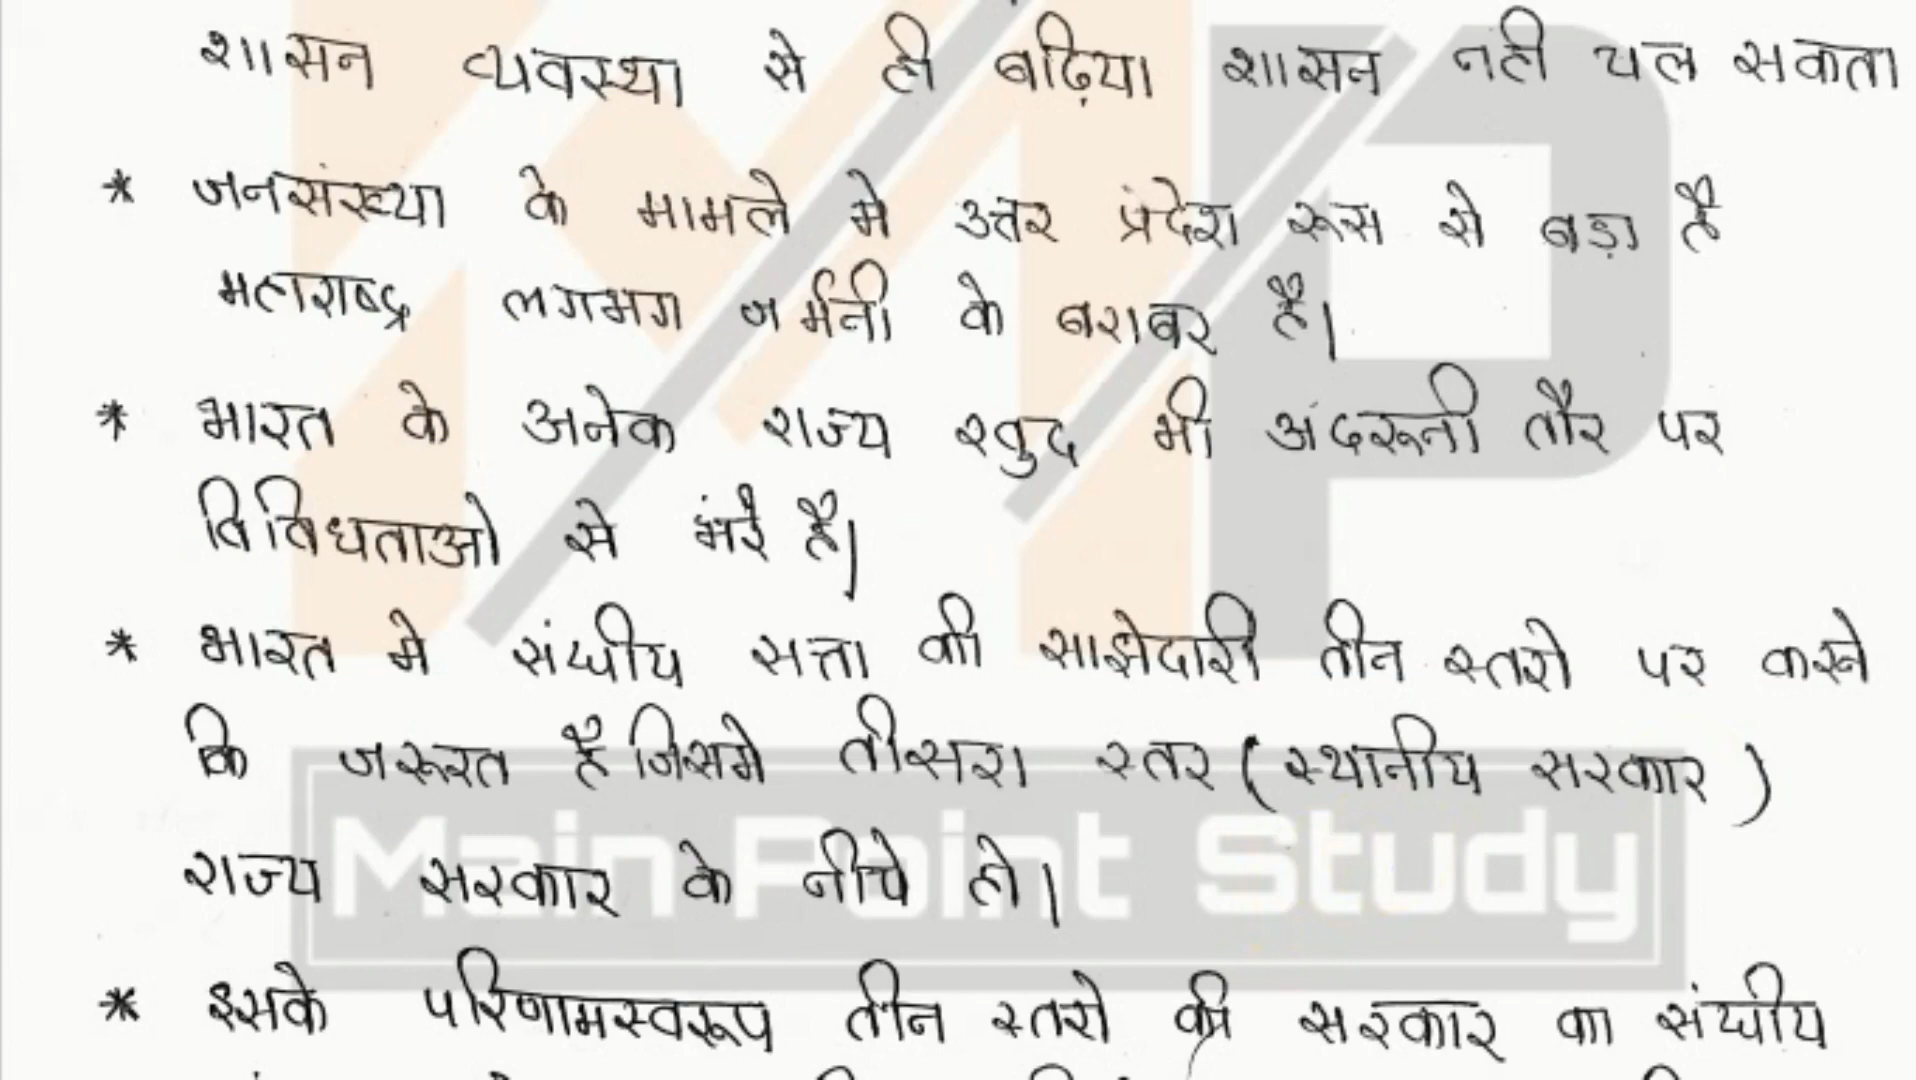 शासन व्यवस्था से ही बढ़िया शासन नही चल सकता
* जनसंख्या के मामले मे उत्तर प्रंदेश रूस से बड़ा है
महाराष्ट्र लगभग जर्मनी के बराबर है।
* भारत के अनेक राज्य खुद भी अंदरूनी तौर पर
विविधताओ से भंरे है।
* भारत मे संघीय सत्ता की साझेदारी तीन स्तरो पर करने
कि जरूरत है जिसमे तीसरा स्तर (स्थानीय सरकार)
राज्य सरकार के नीचे हो।
Main Point Study
* इसके परिणामस्वरूप तीन स्तरो की सरकार का संघीय